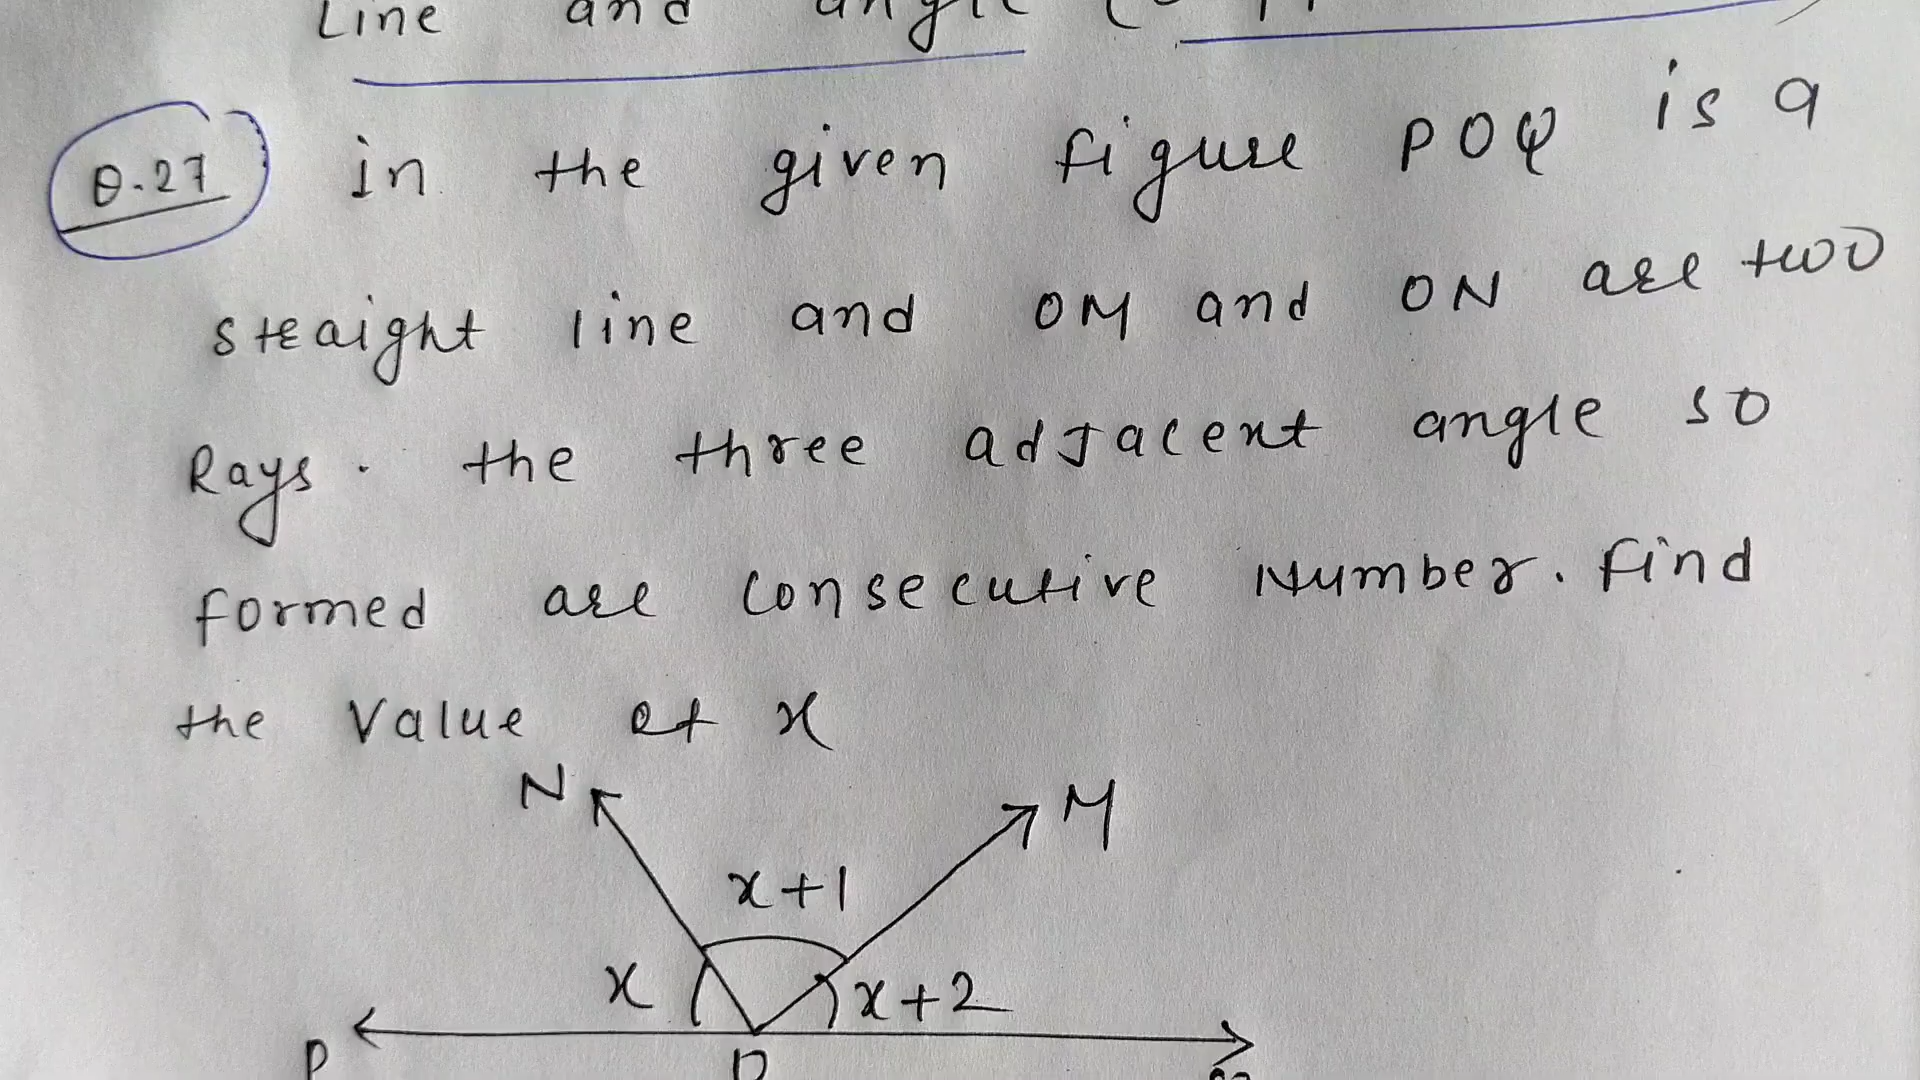 Line and angle
Q.27 in the given figure POQ is a
straight line and OM and ON are two
Rays. the three adjacent angle so
formed are consecutive Number. find
the Value of x
N M
x+1
x x+2
P O